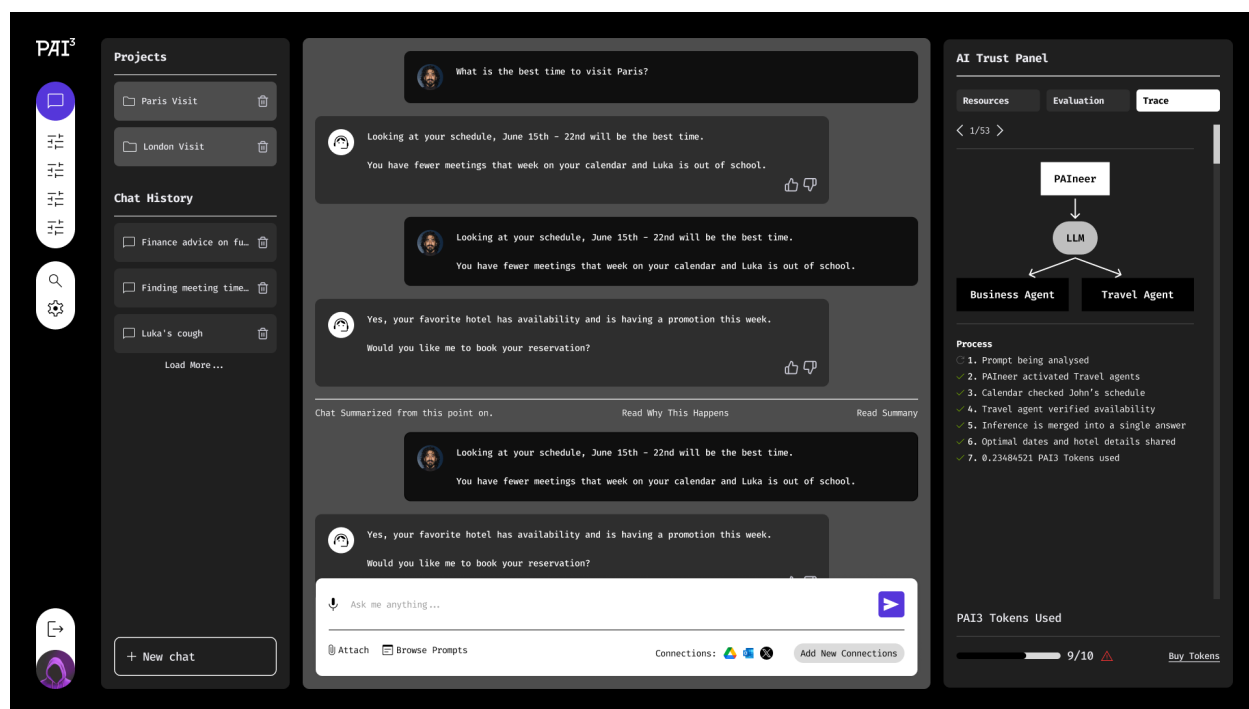 PAI³
Projects
Paris Visit
London Visit
Chat History
Finance advice on fu…
Finding meeting time…
Luka's cough
Load More...
+ New chat
What is the best time to visit Paris?
Looking at your schedule, June 15th – 22nd will be the best time.
You have fewer meetings that week on your calendar and Luka is out of school.
Looking at your schedule, June 15th – 22nd will be the best time.
You have fewer meetings that week on your calendar and Luka is out of school.
Yes, your favorite hotel has availability and is having a promotion this week.
Would you like me to book your reservation?
Chat Summarized from this point on. Read Why This Happens Read Summany
Looking at your schedule, June 15th – 22nd will be the best time.
You have fewer meetings that week on your calendar and Luka is out of school.
Yes, your favorite hotel has availability and is having a promotion this week.
Would you like me to book your reservation?
Ask me anything...
Attach Browse Prompts Connections: Add New Connections
AI Trust Panel
Resources Evaluation Trace
< 1/53 >
PAIneer
LLM
Business Agent Travel Agent
Process
1. Prompt being analysed
2. PAIneer activated Travel agents
3. Calendar checked John's schedule
4. Travel agent verified availability
5. Inference is merged into a single answer
6. Optimal dates and hotel details shared
7. 0.23484521 PAI3 Tokens used
PAI3 Tokens Used
9/10 Buy Tokens